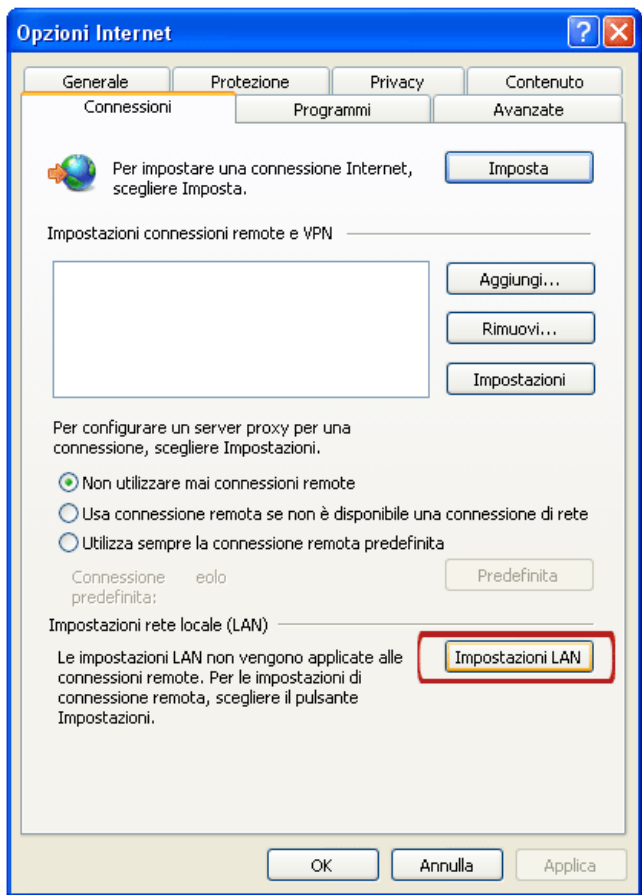 Opzioni Internet
Generale Protezione Privacy Contenuto
Connessioni Programmi Avanzate
Per impostare una connessione Internet,
scegliere Imposta.
Imposta
Impostazioni connessioni remote e VPN
Aggiungi...
Rimuovi...
Impostazioni
Per configurare un server proxy per una
connessione, scegliere Impostazioni.
Non utilizzare mai connessioni remote
Usa connessione remota se non è disponibile una connessione di rete
Utilizza sempre la connessione remota predefinita
Connessione eolo
predefinita:
Predefinita
Impostazioni rete locale (LAN)
Le impostazioni LAN non vengono applicate alle
connessioni remote. Per le impostazioni di
connessione remota, scegliere il pulsante
Impostazioni.
Impostazioni LAN
OK Annulla Applica